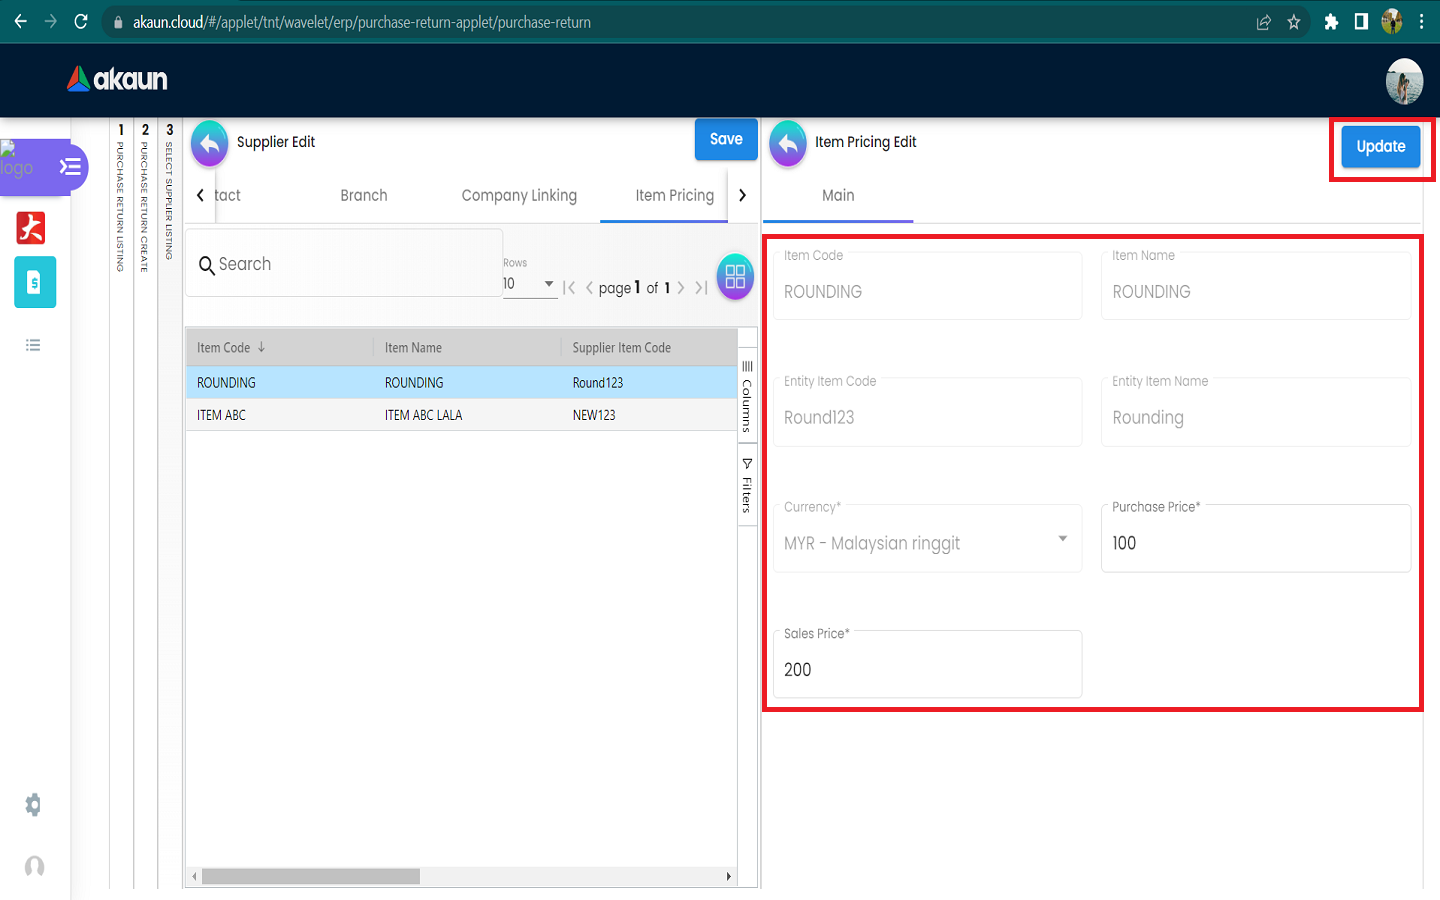 akaun.cloud/#/applet/tnt/wavelet/erp/purchase-return-applet/purchase-return
akaun
logo
1 PURCHASE RETURN LISTING
2 PURCHASE RETURN CREATE
3 SELECT SUPPLIER LISTING
Supplier Edit
Save
tact Branch Company Linking Item Pricing
Search
Rows
10
page 1 of 1
Item Code Item Name Supplier Item Code
ROUNDING ROUNDING Round123
ITEM ABC ITEM ABC LALA NEW123
Columns
Filters
Item Pricing Edit
Update
Main
Item Code Item Name
ROUNDING ROUNDING
Entity Item Code Entity Item Name
Round123 Rounding
Currency* Purchase Price*
MYR - Malaysian ringgit 100
Sales Price*
200